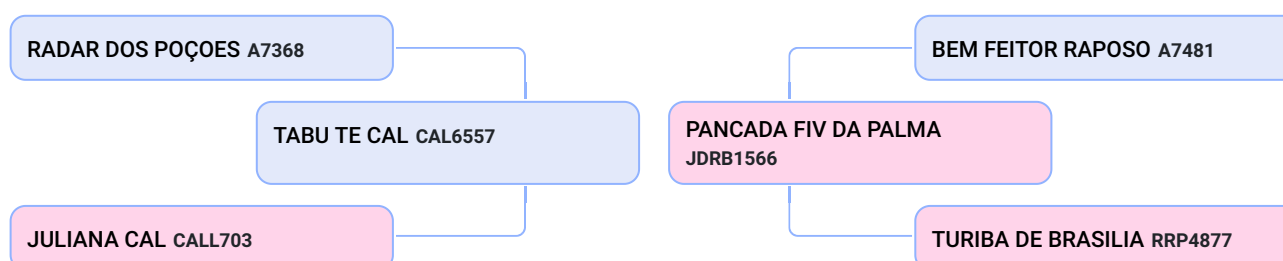 RADAR DOS POÇOES A7368
BEM FEITOR RAPOSO A7481
TABU TE CAL CAL6557
PANCADA FIV DA PALMA
JDRB1566
JULIANA CAL CALL703
TURIBA DE BRASILIA RRP4877